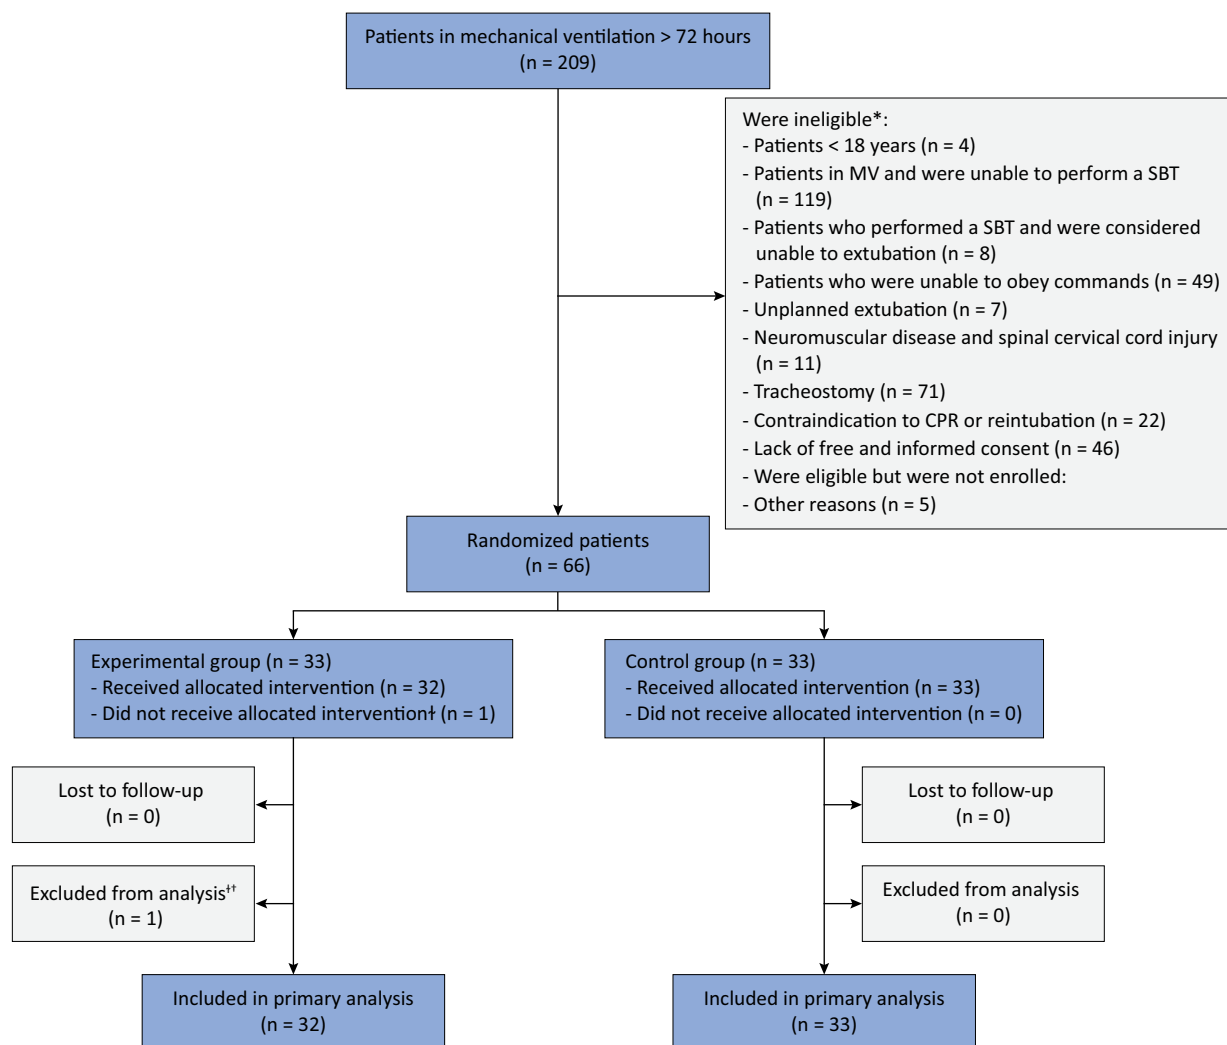 Patients in mechanical ventilation > 72 hours
(n = 209)
Were ineligible*:
- Patients < 18 years (n = 4)
- Patients in MV and were unable to perform a SBT
(n = 119)
- Patients who performed a SBT and were considered
unable to extubation (n = 8)
- Patients who were unable to obey commands (n = 49)
- Unplanned extubation (n = 7)
- Neuromuscular disease and spinal cervical cord injury
(n = 11)
- Tracheostomy (n = 71)
- Contraindication to CPR or reintubation (n = 22)
- Lack of free and informed consent (n = 46)
- Were eligible but were not enrolled:
- Other reasons (n = 5)
Randomized patients
(n = 66)
Experimental group (n = 33)
- Received allocated intervention (n = 32)
- Did not receive allocated intervention† (n = 1)
Control group (n = 33)
- Received allocated intervention (n = 33)
- Did not receive allocated intervention (n = 0)
Lost to follow-up
(n = 0)
Lost to follow-up
(n = 0)
Excluded from analysis††
(n = 1)
Excluded from analysis
(n = 0)
Included in primary analysis
(n = 32)
Included in primary analysis
(n = 33)